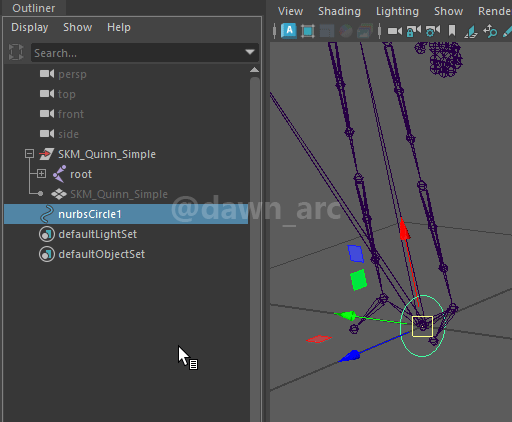 Outliner
Display Show Help
Search...
persp
top
front
side
SKM_Quinn_Simple
root
SKM_Quinn_Simple
nurbsCircle1
defaultLightSet
defaultObjectSet
View Shading Lighting Show Rende
A
@dawn_arc